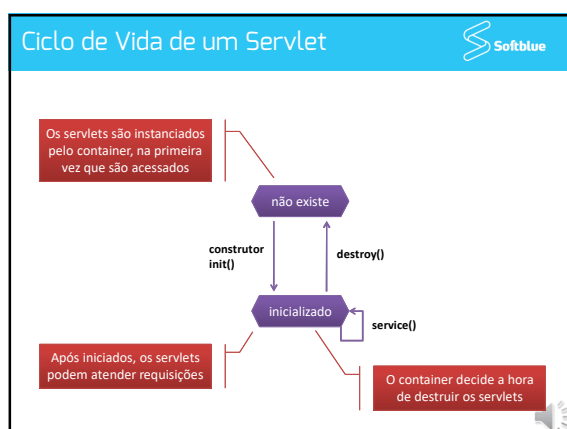 Ciclo de Vida de um Servlet
Softblue
Os servlets são instanciados
pelo container, na primeira
vez que são acessados
não existe
construtor
init()
destroy()
inicializado
service()
Após iniciados, os servlets
podem atender requisições
O container decide a hora
de destruir os servlets